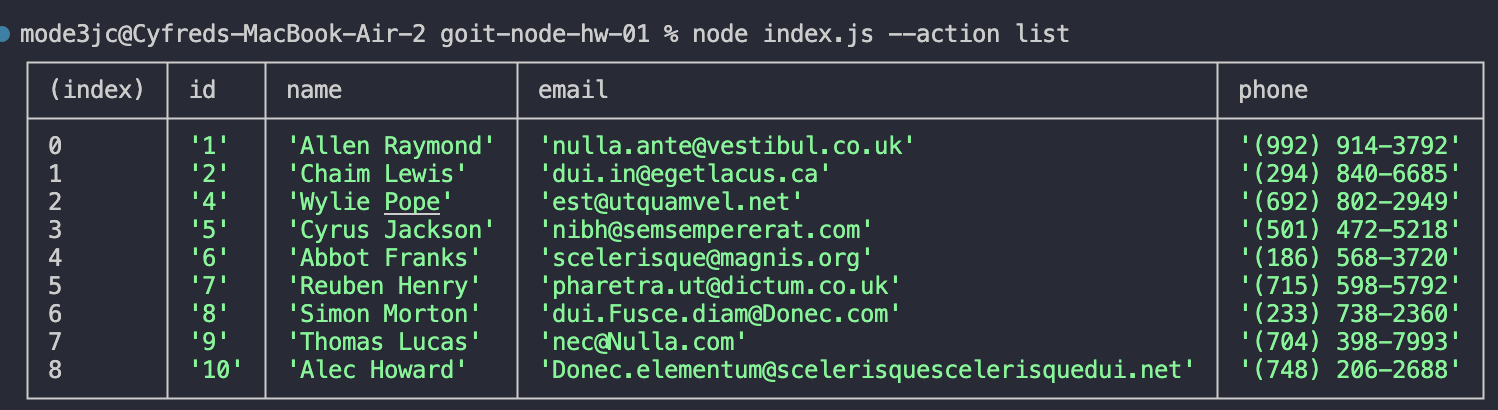 mode3jc@Cyfreds-MacBook-Air-2 goit-node-hw-01 % node index.js --action list
(index) id name email phone
0 '1' 'Allen Raymond' 'nulla.ante@vestibul.co.uk' '(992) 914-3792'
1 '2' 'Chaim Lewis' 'dui.in@egetlacus.ca' '(294) 840-6685'
2 '4' 'Wylie Pope' 'est@utquamvel.net' '(692) 802-2949'
3 '5' 'Cyrus Jackson' 'nibh@semsempererat.com' '(501) 472-5218'
4 '6' 'Abbot Franks' 'scelerisque@magnis.org' '(186) 568-3720'
5 '7' 'Reuben Henry' 'pharetra.ut@dictum.co.uk' '(715) 598-5792'
6 '8' 'Simon Morton' 'dui.Fusce.diam@Donec.com' '(233) 738-2360'
7 '9' 'Thomas Lucas' 'nec@Nulla.com' '(704) 398-7993'
8 '10' 'Alec Howard' 'Donec.elementum@scelerisquescelerisquedui.net' '(748) 206-2688'